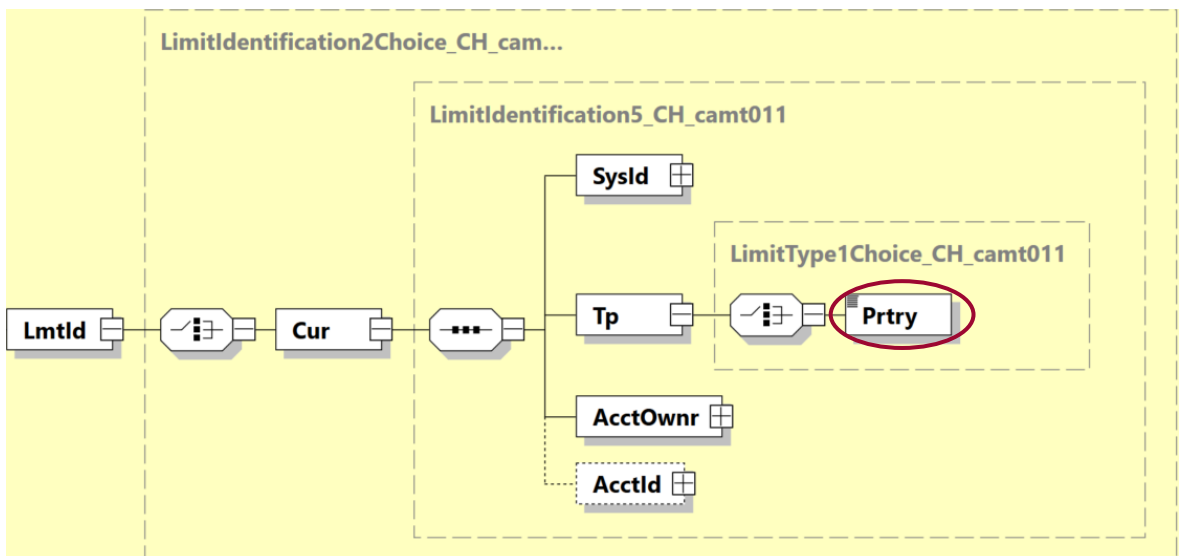 LimitIdentification2Choice_CH_cam...
LimitIdentification5_CH_camt011
SysId
LimitType1Choice_CH_camt011
LmtId
Cur
Tp
Prtry
AcctOwnr
AcctId